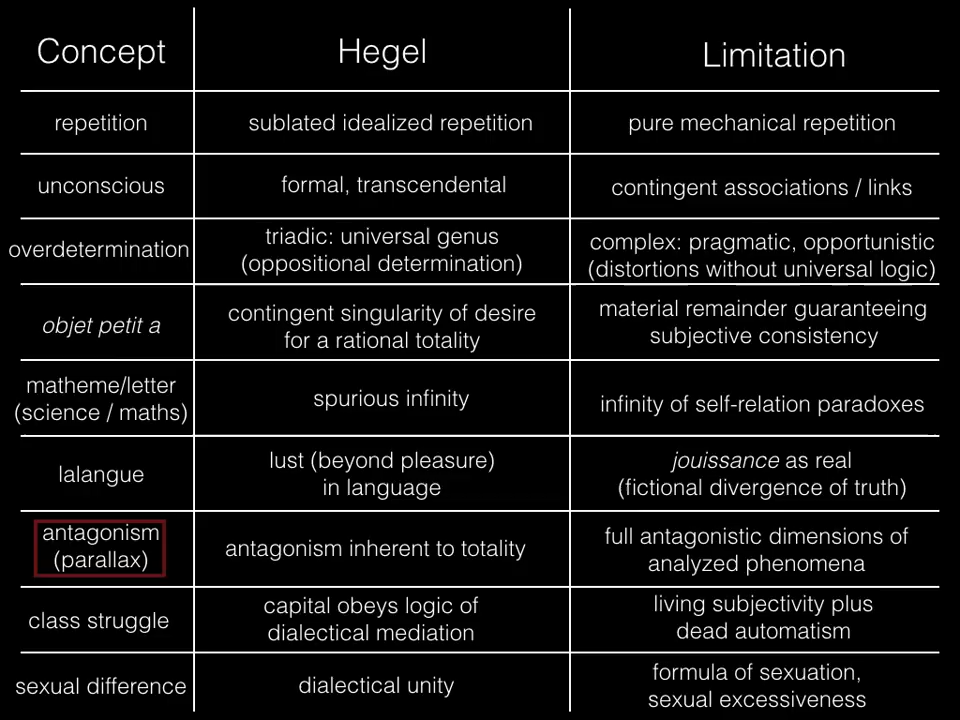 Concept Hegel Limitation
repetition sublated idealized repetition pure mechanical repetition
unconscious formal, transcendental contingent associations / links
overdetermination triadic: universal genus complex: pragmatic, opportunistic
(oppositional determination) (distortions without universal logic)
objet petit a contingent singularity of desire material remainder guaranteeing
for a rational totality subjective consistency
matheme/letter spurious infinity infinity of self-relation paradoxes
(science / maths)
lalangue lust (beyond pleasure) jouissance as real
in language (fictional divergence of truth)
antagonism antagonism inherent to totality full antagonistic dimensions of
(parallax) analyzed phenomena
class struggle capital obeys logic of living subjectivity plus
dialectical mediation dead automatism
sexual difference dialectical unity formula of sexuation,
sexual excessiveness